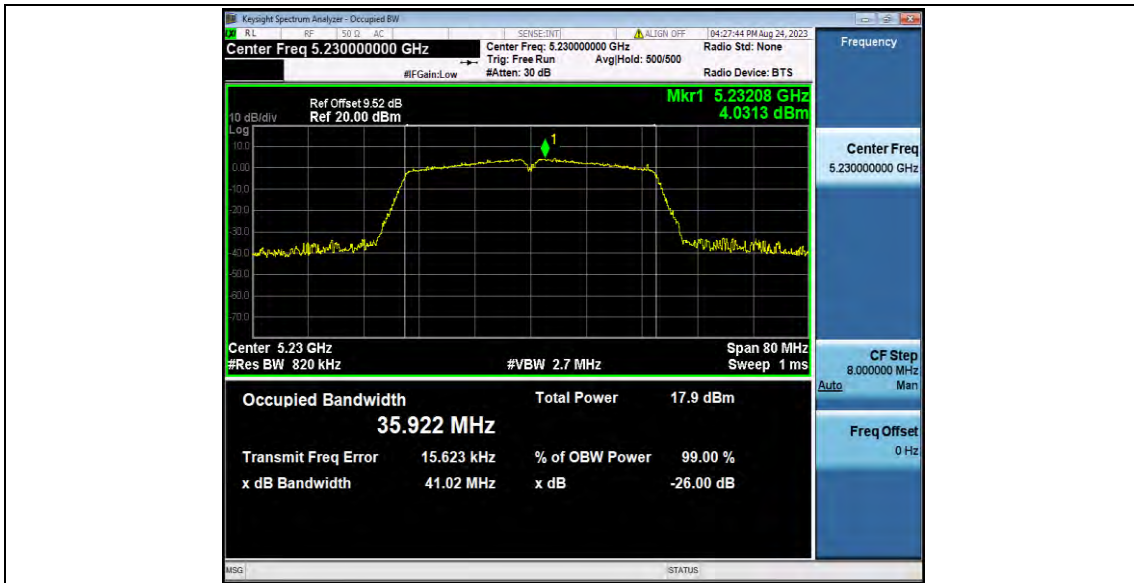 Keysight Spectrum Analyzer - Occupied BW
RL RF 50 Ω AC SENSE:INT ALIGN OFF 04:27:44 PM Aug 24, 2023
Center Freq 5.230000000 GHz Center Freq: 5.230000000 GHz Radio Std: None
Trig: Free Run Avg|Hold: 500/500
#IFGain:Low #Atten: 30 dB Radio Device: BTS
Mkr1 5.23208 GHz
4.0313 dBm
Ref Offset 9.52 dB
10 dB/div Ref 20.00 dBm
Log
10.0
0.00
-10.0
-20.0
-30.0
-40.0
-50.0
-60.0
-70.0
1
Center 5.23 GHz Span 80 MHz
#Res BW 820 kHz #VBW 2.7 MHz Sweep 1 ms
Occupied Bandwidth Total Power 17.9 dBm
35.922 MHz
Transmit Freq Error 15.623 kHz % of OBW Power 99.00 %
x dB Bandwidth 41.02 MHz x dB -26.00 dB
MSG STATUS
Frequency
Center Freq
5.230000000 GHz
CF Step
8.000000 MHz
Auto Man
Freq Offset
0 Hz